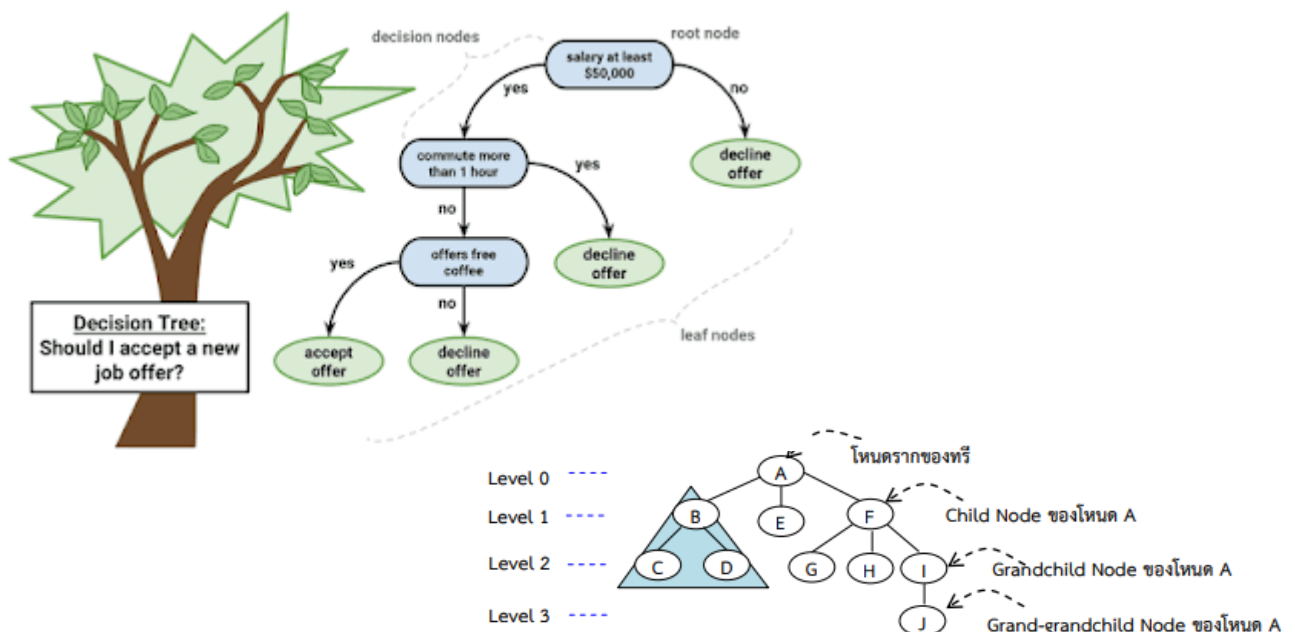 decision nodes
root node
salary at least
$50,000
yes
no
commute more
than 1 hour
decline
offer
yes
no
offers free
coffee
decline
offer
yes
no
accept
offer
decline
offer
leaf nodes
Decision Tree:
Should I accept a new
job offer?
โหนดรากของทรี
Level 0
A
Level 1
B
E
F
Child Node ของโหนด A
Level 2
C
D
G
H
I
Grandchild Node ของโหนด A
Level 3
J
Grand-grandchild Node ของโหนด A